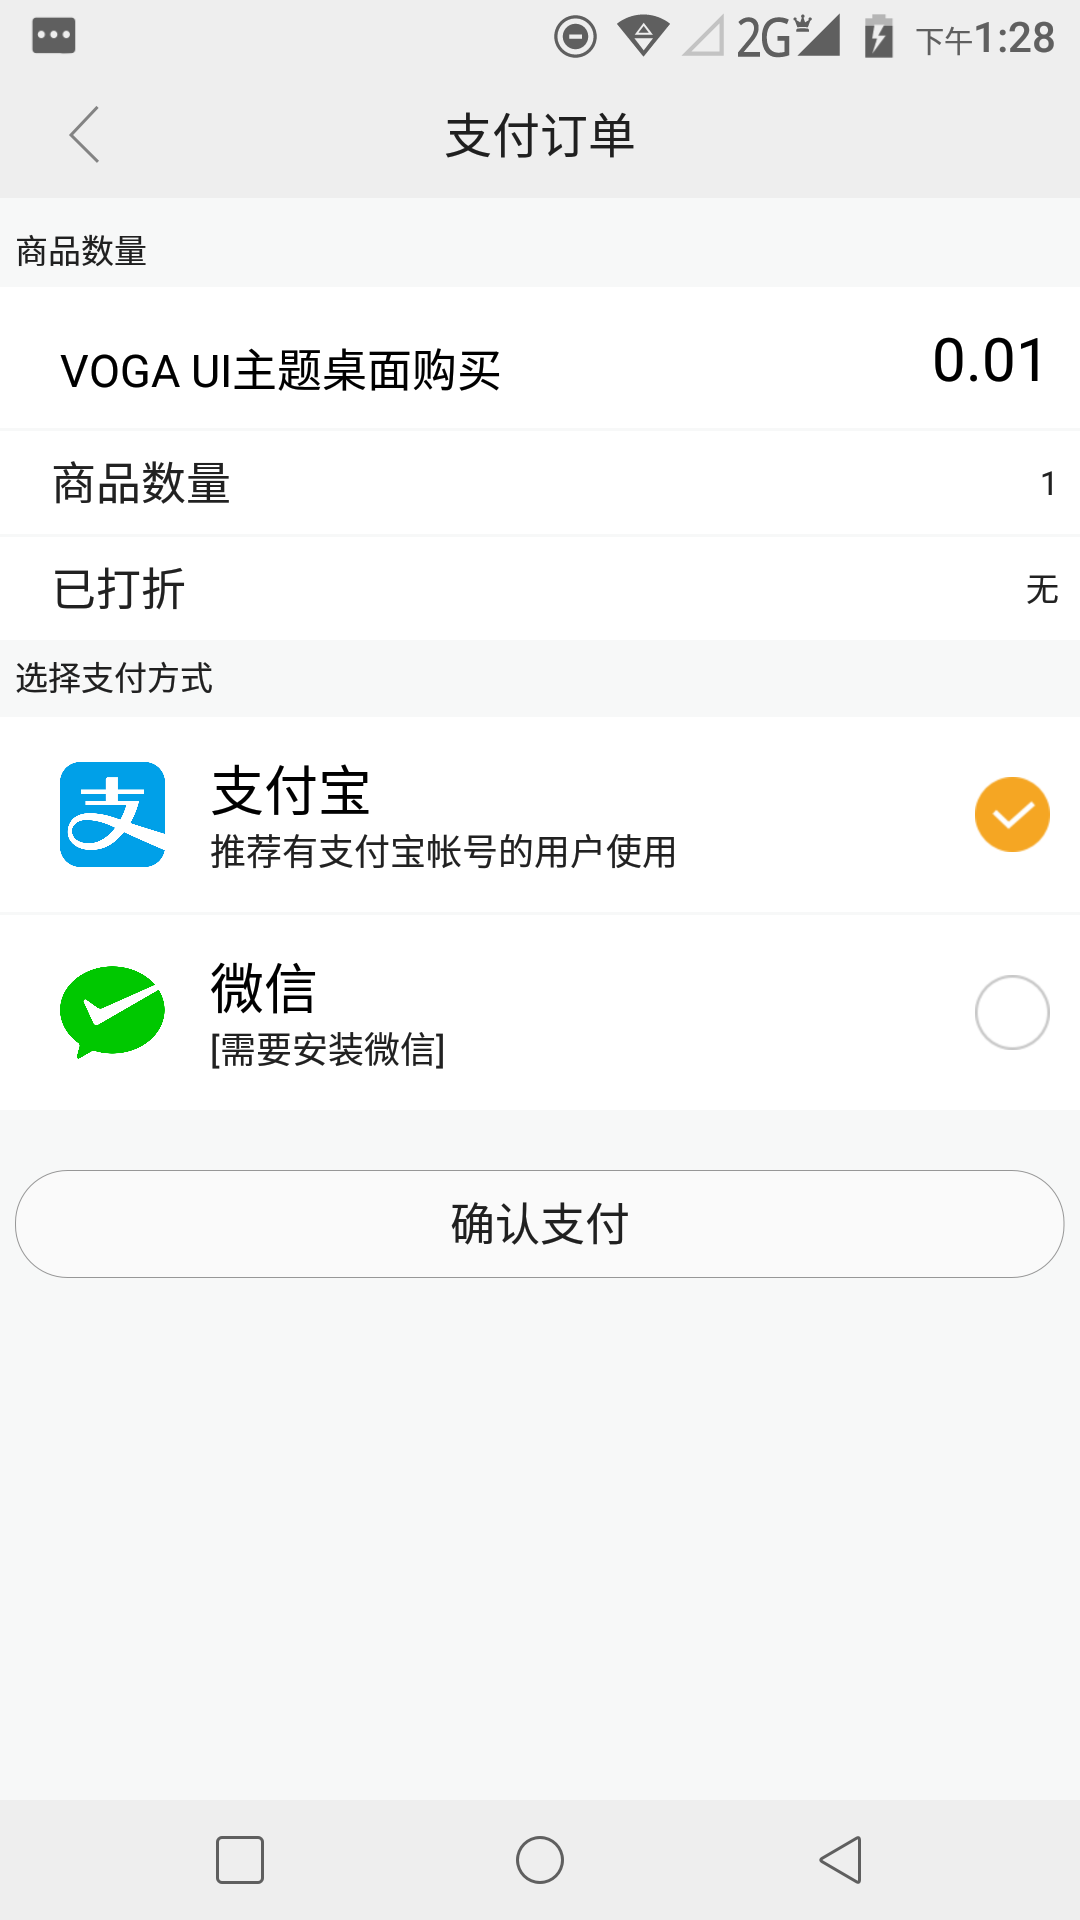 2G 下午1:28
支付订单
商品数量
VOGA UI主题桌面购买 0.01
商品数量 1
已打折 无
选择支付方式
支付宝
推荐有支付宝帐号的用户使用
微信
[需要安装微信]
确认支付